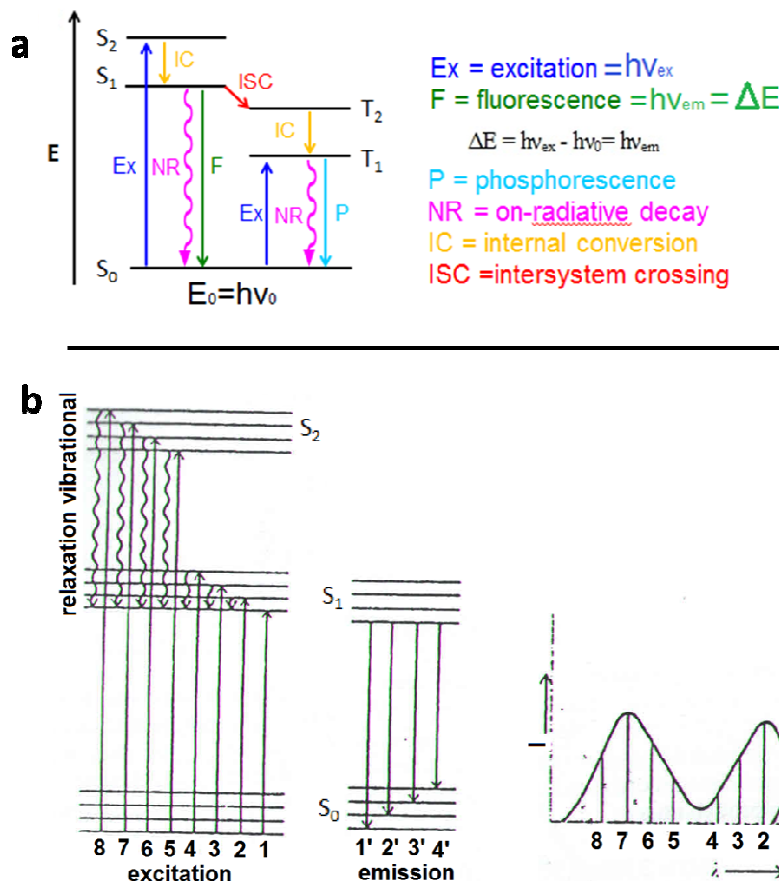 a
S2
IC
S1
ISC
T2
IC
T1
E
Ex
NR
F
Ex
NR
P
S0
E0=hν0
Ex = excitation =hνex
F = fluorescence =hνem = ΔE
ΔE = hνex - hν0= hνem
P = phosphorescence
NR = on-radiative decay
IC = internal conversion
ISC =intersystem crossing
b
relaxation vibrational
S2
S1
S0
8 7 6 5 4 3 2 1
excitation
1' 2' 3' 4'
emission
I
8 7 6 5 4 3 2